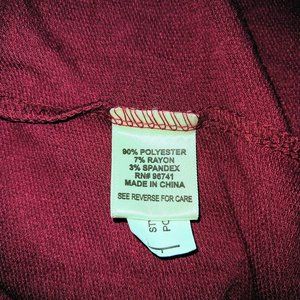 90% POLYESTER
7% RAYON
3% SPANDEX
RN# 96741
MADE IN CHINA
SEE REVERSE FOR CARE